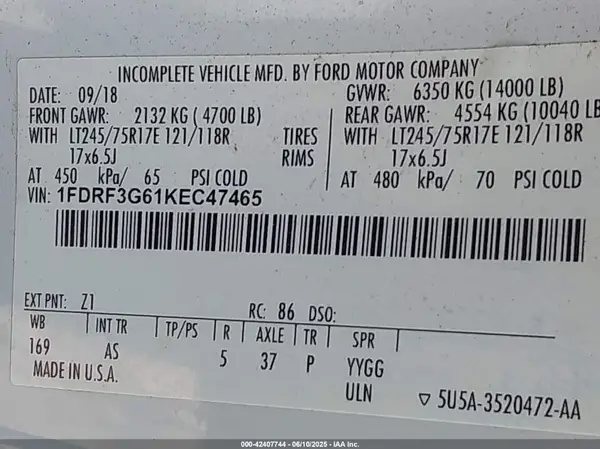 INCOMPLETE VEHICLE MFD. BY FORD MOTOR COMPANY
DATE: 09/18 GVWR: 6350 KG (14000 LB)
FRONT GAWR: 2132 KG ( 4700 LB) REAR GAWR: 4554 KG (10040 LB
WITH LT245/75R17E 121/118R TIRES WITH LT245/75R17E 121/118R
17x6.5J RIMS 17x6.5J
AT 450 kPa/ 65 PSI COLD AT 480 kPa/ 70 PSI COLD
VIN: 1FDRF3G61KEC47465
EXT PNT: Z1 RC: 86 DSO:
WB INT TR TP/PS R AXLE TR SPR
169 AS 5 37 P YYGG
MADE IN U.S.A. ULN ▽ 5U5A-3520472-AA
000-42407744 - 06/10/2025 - IAAI.com